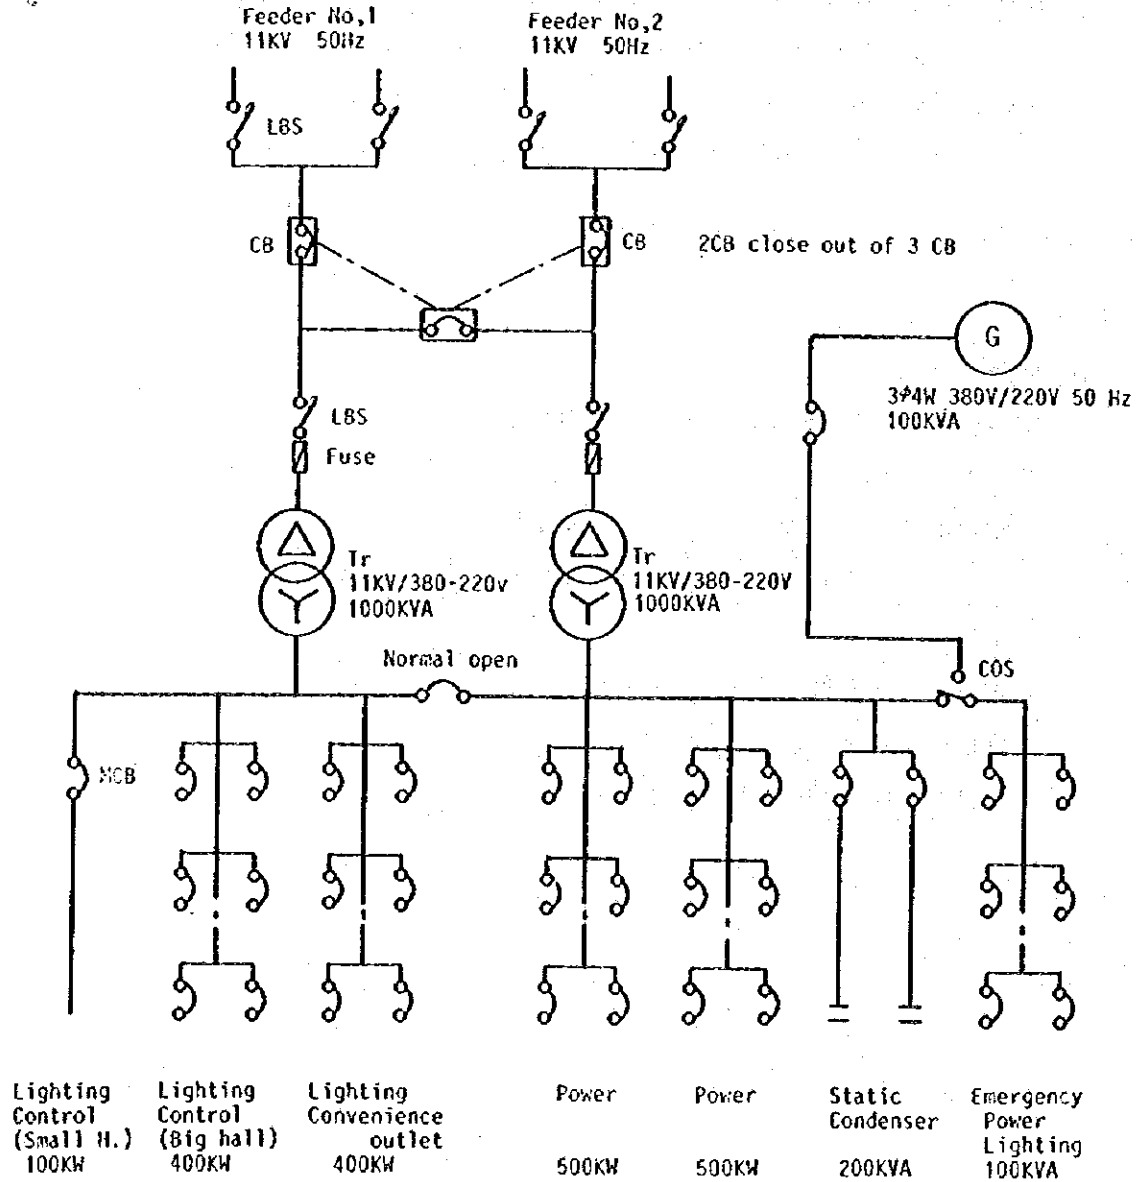 Feeder No,1
11KV 50Hz
Feeder No,2
11KV 50Hz
LBS
CB
CB
2CB close out of 3 CB
G
3φ4W 380V/220V 50 Hz
100KVA
LBS
Fuse
Tr
11KV/380-220v
1000KVA
Tr
11KV/380-220V
1000KVA
Normal open
COS
MCB
Lighting
Control
(Small H.)
100KW
Lighting
Control
(Big hall)
400KW
Lighting
Convenience
outlet
400KW
Power
500KW
Power
500KW
Static
Condenser
200KVA
Emergency
Power
Lighting
100KVA